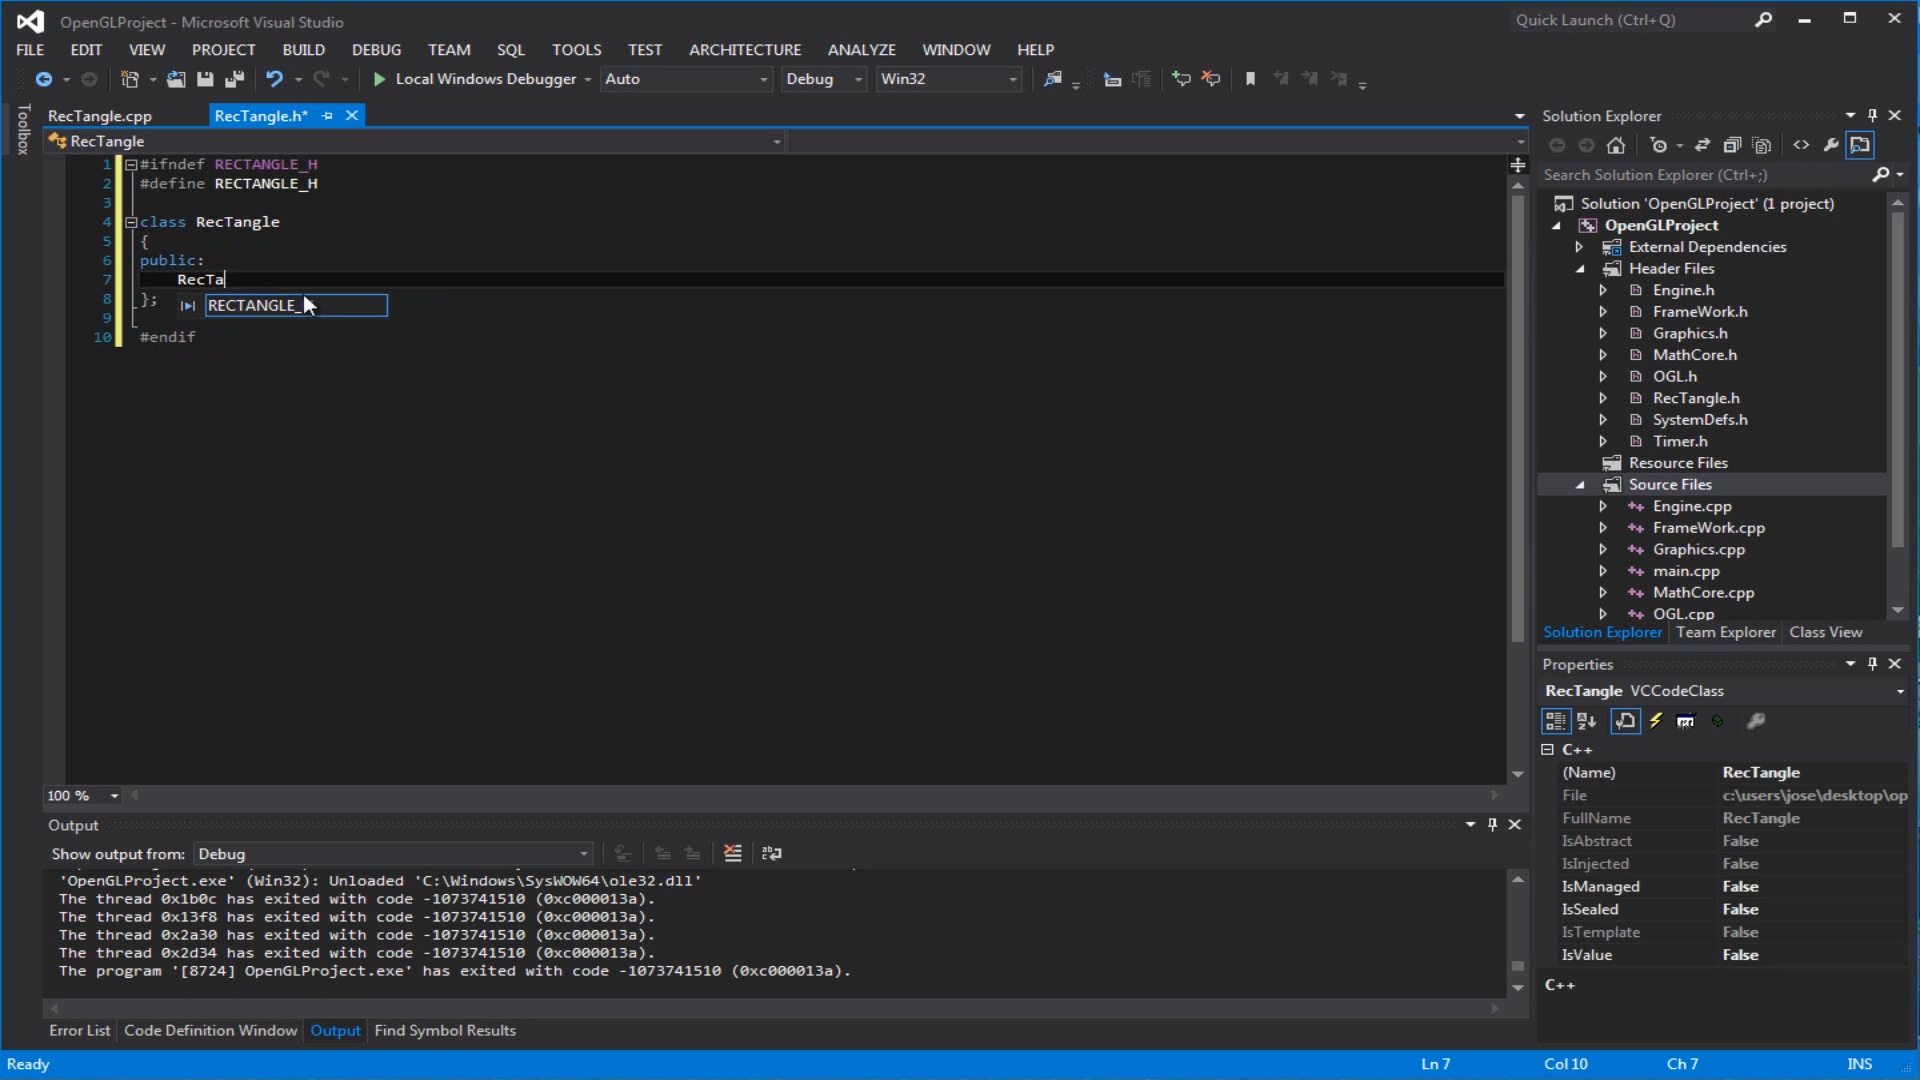 OpenGLProject - Microsoft Visual Studio
Quick Launch (Ctrl+Q)
FILE EDIT VIEW PROJECT BUILD DEBUG TEAM SQL TOOLS TEST ARCHITECTURE ANALYZE WINDOW HELP
Local Windows Debugger Auto Debug Win32
Toolbox
RecTangle.cpp RecTangle.h*
RecTangle
1 #ifndef RECTANGLE_H
2 #define RECTANGLE_H
3
4 class RecTangle
5 {
6 public:
7 RecTa
8 };
RECTANGLE_
9
10 #endif
100 %
Output
Show output from: Debug
'OpenGLProject.exe' (Win32): Unloaded 'C:\Windows\SysWOW64\ole32.dll'
The thread 0x1b0c has exited with code -1073741510 (0xc000013a).
The thread 0x13f8 has exited with code -1073741510 (0xc000013a).
The thread 0x2a30 has exited with code -1073741510 (0xc000013a).
The thread 0x2d34 has exited with code -1073741510 (0xc000013a).
The program '[8724] OpenGLProject.exe' has exited with code -1073741510 (0xc000013a).
Error List Code Definition Window Output Find Symbol Results
Solution Explorer
Search Solution Explorer (Ctrl+;)
Solution 'OpenGLProject' (1 project)
OpenGLProject
External Dependencies
Header Files
Engine.h
FrameWork.h
Graphics.h
MathCore.h
OGL.h
RecTangle.h
SystemDefs.h
Timer.h
Resource Files
Source Files
Engine.cpp
FrameWork.cpp
Graphics.cpp
main.cpp
MathCore.cpp
OGL.cpp
Solution Explorer Team Explorer Class View
Properties
RecTangle VCCodeClass
C++
(Name) RecTangle
File c:\users\jose\desktop\op
FullName RecTangle
IsAbstract False
IsInjected False
IsManaged False
IsSealed False
IsTemplate False
IsValue False
C++
Ready Ln 7 Col 10 Ch 7 INS